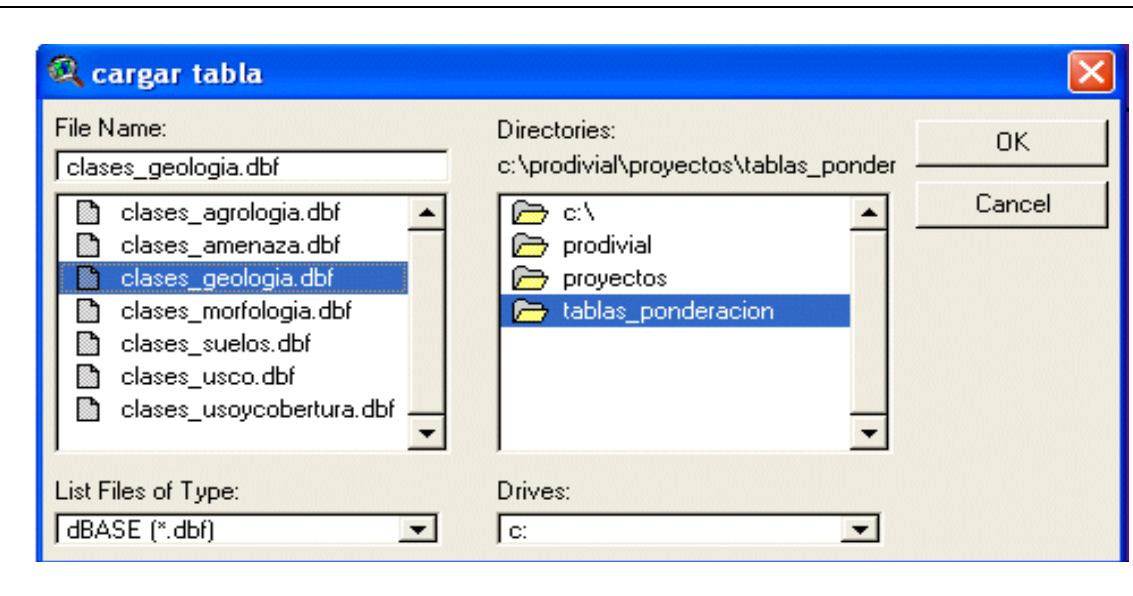 cargar tabla
File Name:
clases_geologia.dbf
clases_agrologia.dbf
clases_amenaza.dbf
clases_geologia.dbf
clases_morfologia.dbf
clases_suelos.dbf
clases_usco.dbf
clases_usoycobertura.dbf
List Files of Type:
dBASE (*.dbf)
Directories:
c:\prodivial\proyectos\tablas_ponder
c:\
prodivial
proyectos
tablas_ponderacion
Drives:
c:
OK
Cancel